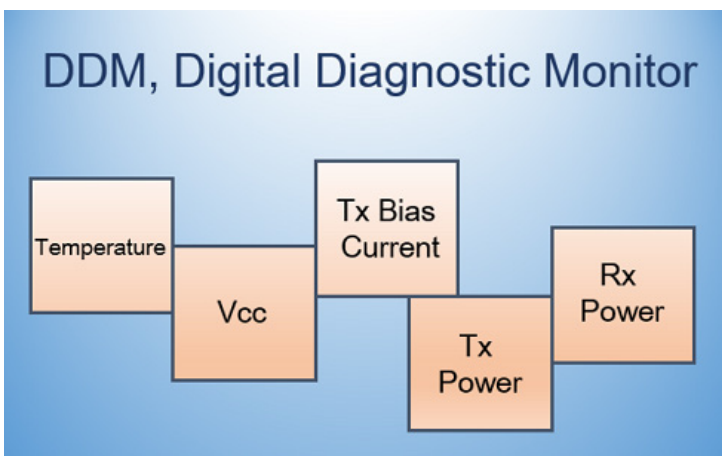 DDM, Digital Diagnostic Monitor
Temperature
Vcc
Tx Bias
Current
Tx
Power
Rx
Power